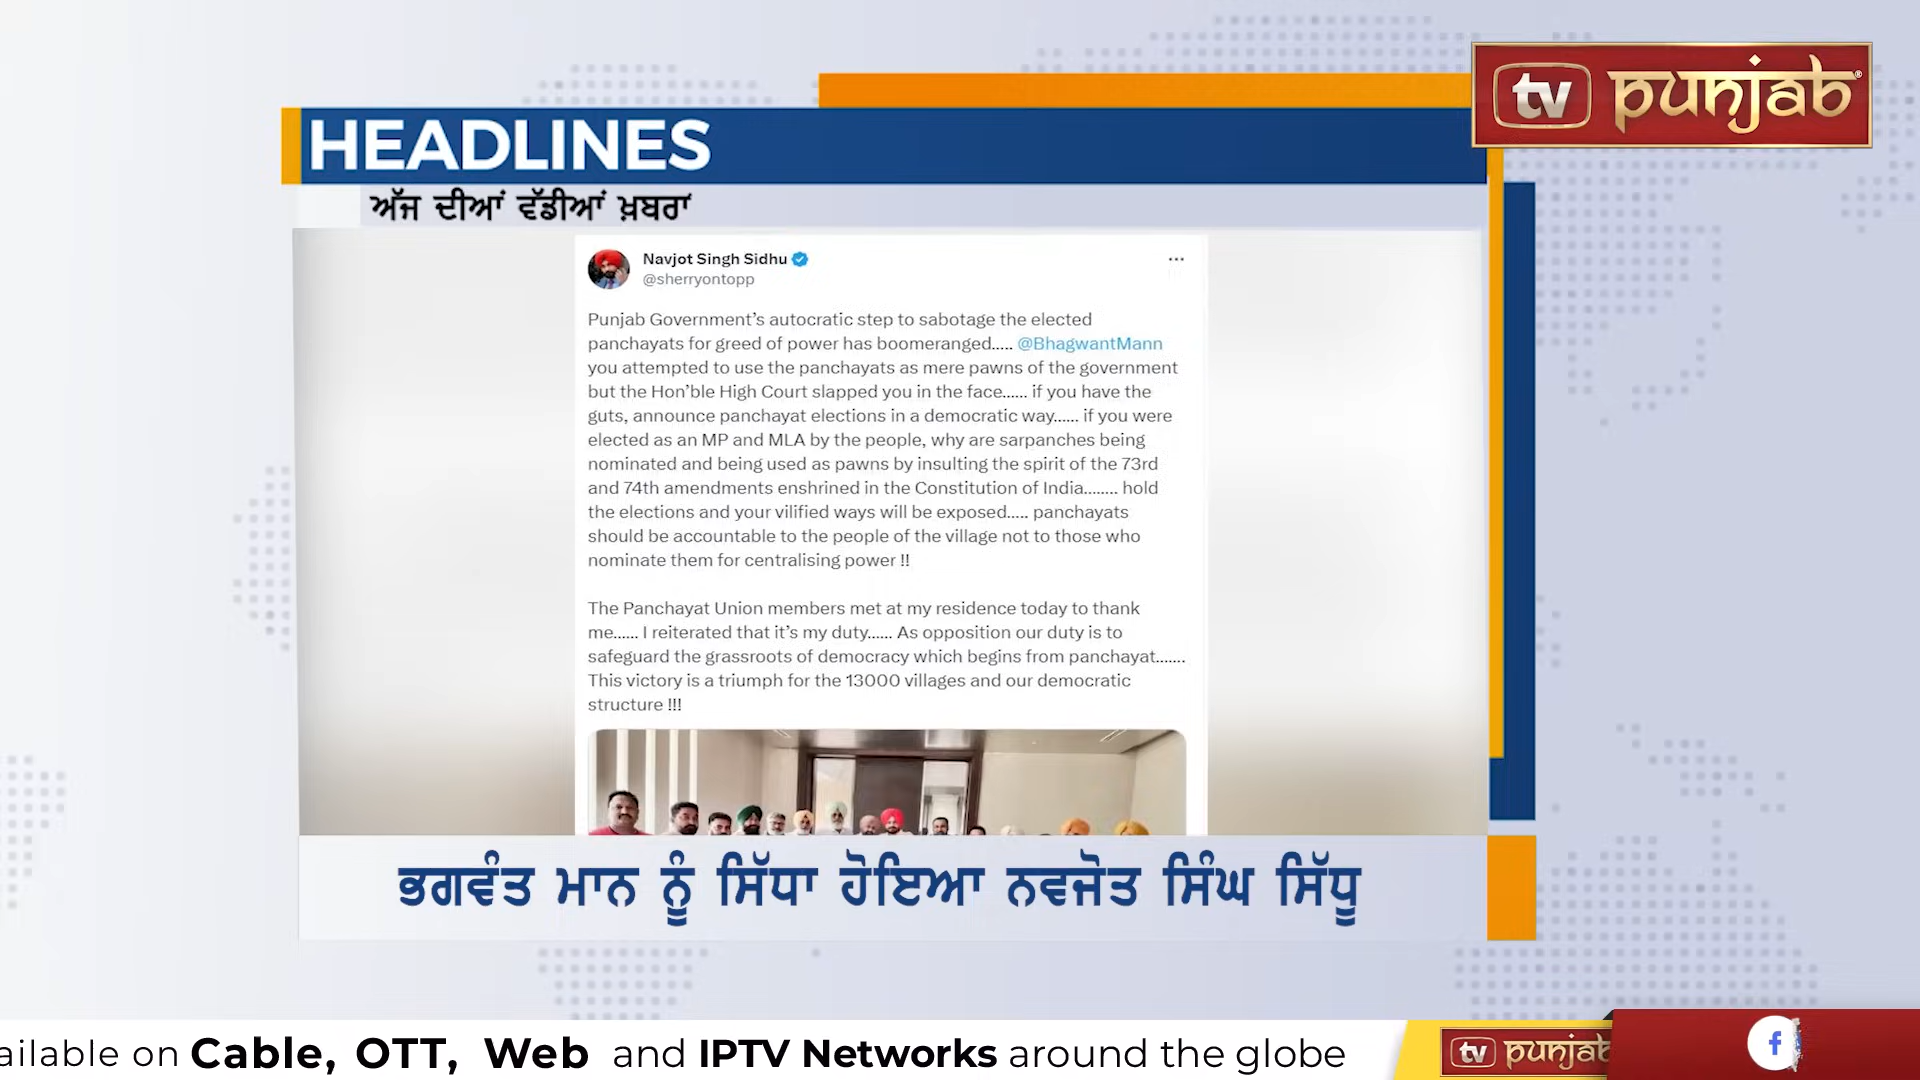 tv punjab®
HEADLINES
ਅੱਜ ਦੀਆਂ ਵੱਡੀਆਂ ਖ਼ਬਰਾਂ
Navjot Singh Sidhu
@sherryontopp
Punjab Government’s autocratic step to sabotage the elected
panchayats for greed of power has boomeranged..... @BhagwantMann
you attempted to use the panchayats as mere pawns of the government
but the Hon’ble High Court slapped you in the face...... if you have the
guts, announce panchayat elections in a democratic way...... if you were
elected as an MP and MLA by the people, why are sarpanches being
nominated and being used as pawns by insulting the spirit of the 73rd
and 74th amendments enshrined in the Constitution of India........ hold
the elections and your vilified ways will be exposed..... panchayats
should be accountable to the people of the village not to those who
nominate them for centralising power !!
The Panchayat Union members met at my residence today to thank
me...... I reiterated that it’s my duty...... As opposition our duty is to
safeguard the grassroots of democracy which begins from panchayat.......
This victory is a triumph for the 13000 villages and our democratic
structure !!!
ਭਗਵੰਤ ਮਾਨ ਨੂੰ ਸਿੱਧਾ ਹੋਇਆ ਨਵਜੋਤ ਸਿੰਘ ਸਿੱਧੂ
ailable on Cable, OTT, Web and IPTV Networks around the globe
tv punjab